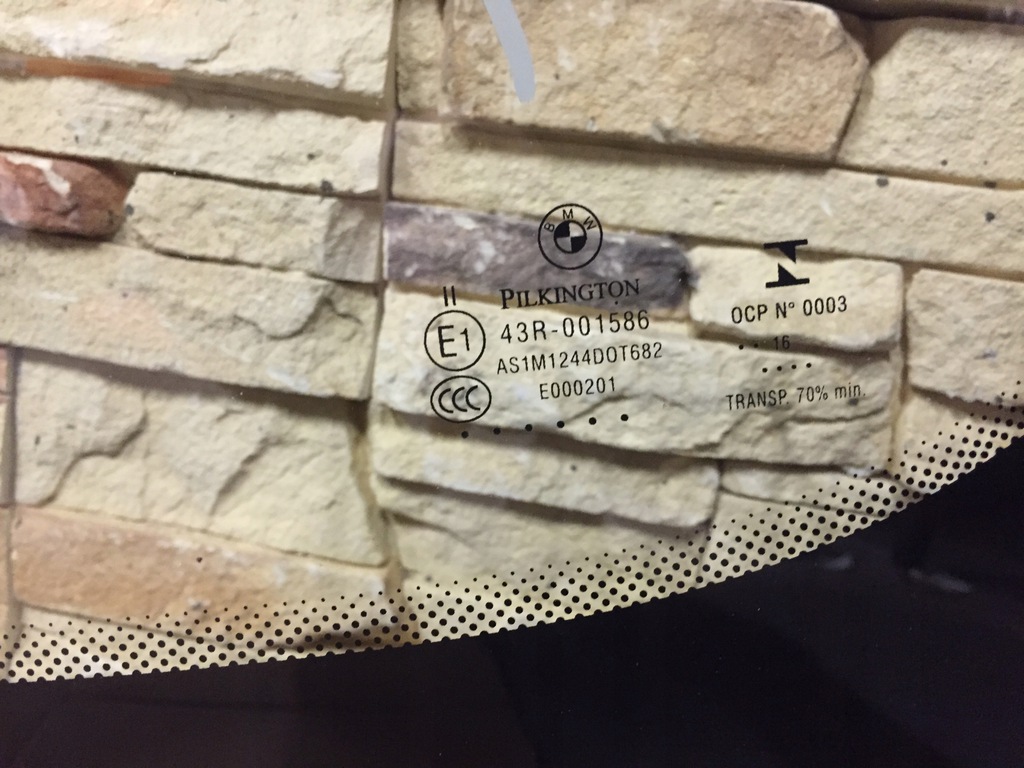 BMW
II
PILKINGTON
E1
43R-001586
AS1M1244DOT682
CCC
E000201
OCP N° 0003
16
TRANSP. 70% min.